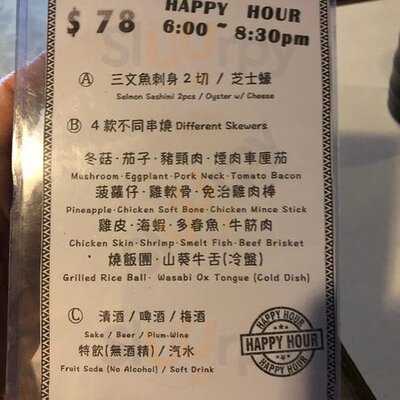 $ 78 HAPPY HOUR
6:00 ~ 8:30pm
Ⓐ 三文魚刺身 2 切 / 芝士蠔
Salmon Sashimi 2pcs / Oyster w/ Cheese
Ⓑ 4 款不同串燒 Different Skewers
冬菇·茄子·豬頸肉·煙肉車厘茄
Mushroom·Eggplant·Pork Neck·Tomato Bacon
菠蘿仔·雞軟骨·免治雞肉棒
Pineapple·Chicken Soft Bone·Chicken Mince Stick
雞皮·海蝦·多春魚·牛筋肉
Chicken Skin·Shrimp·Smelt Fish·Beef Brisket
燒飯團·山葵牛舌(冷盤)
Grilled Rice Ball· Wasabi Ox Tongue (Cold Dish)
Ⓒ 清酒 / 啤酒 / 梅酒
Sake / Beer / Plum-Wine
特飲(無酒精) / 汽水
Fruit Soda (No Alcohol) / Soft Drink
HAPPY HOUR
HAPPY HOUR
HAPPY HOUR